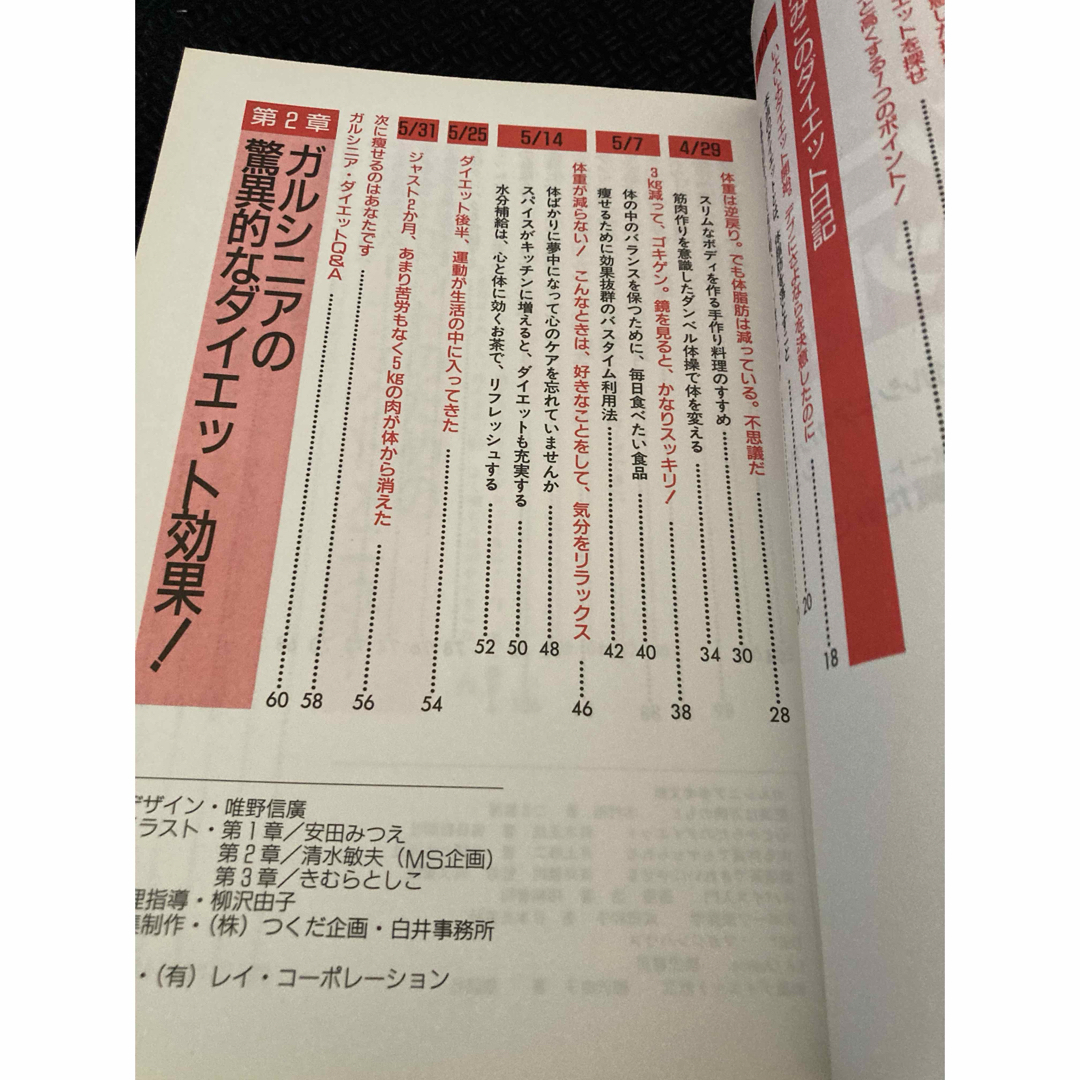 みこのダイエット日記
18
20
4/29
体重は逆戻り。でも体脂肪は減っている。不思議だ
28
スリムなボディを作る手作り料理のすすめ
30
筋肉作りを意識したダンベル体操で体を変える
34
5/7
3kg減って、ゴキゲン。鏡を見ると、かなりスッキリ!
38
体の中のバランスを保つために、毎日食べたい食品
40
痩せるために効果抜群のバスタイム利用法
42
5/14
体重が減らない! こんなときは、好きなことをして、気分をリラックス
46
体ばかりに夢中になって心のケアを忘れていませんか
48
スパイスがキッチンに増えると、ダイエットも充実する
50
水分補給は、心と体に効くお茶で、リフレッシュする
52
5/25
ダイエット後半、運動が生活の中に入ってきた
54
5/31
ジャスト2か月、あまり苦労もなく5kgの肉が体から消えた
56
次に痩せるのはあなたです
58
ガルシニア・ダイエットQ&A
60
第2章
ガルシニアの
驚異的なダイエット効果!
デザイン・唯野信廣
イラスト・第1章/安田みつえ
第2章/清水敏夫(MS企画)
第3章/きむらとしこ
理指導・柳沢由子
集制作・(株)つくだ企画・白井事務所
・(有)レイ・コーポレーション